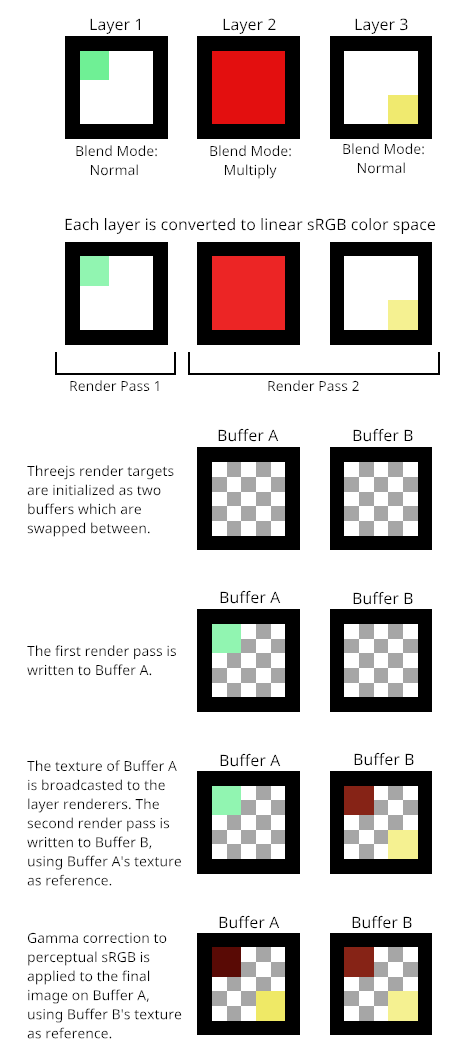 Layer 1
Layer 2
Layer 3
Blend Mode:
Normal
Blend Mode:
Multiply
Blend Mode:
Normal
Each layer is converted to linear sRGB color space
Render Pass 1
Render Pass 2
Buffer A
Buffer B
Threejs render targets
are initialized as two
buffers which are
swapped between.
Buffer A
Buffer B
The first render pass is
written to Buffer A.
Buffer A
Buffer B
The texture of Buffer A
is broadcasted to the
layer renderers. The
second render pass is
written to Buffer B,
using Buffer A's texture
as reference.
Buffer A
Buffer B
Gamma correction to
perceptual sRGB is
applied to the final
image on Buffer A,
using Buffer B's texture
as reference.